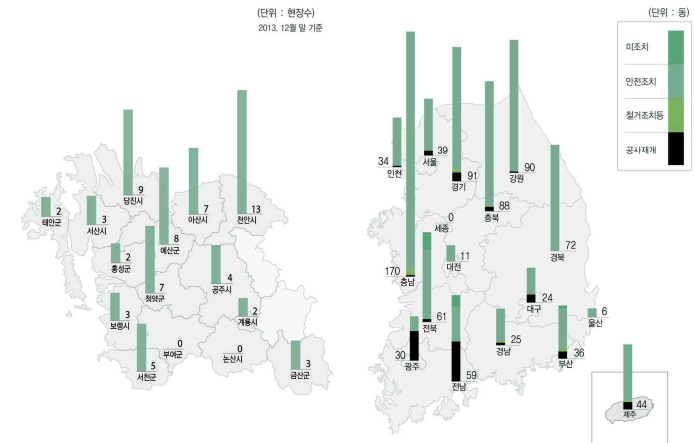 (단위 : 현장수)
2013, 12월 말 기준
9
당진시
2
태안군
3
서산시
8
예산군
7
아산시
13
천안시
2
홍성군
7
청양군
4
공주시
3
보령시
2
계룡시
0
부여군
0
논산시
5
서천군
3
금산군
(단위 : 동)
미조치
안전조치
철거조치등
공사재개
34
인천
39
서울
91
경기
88
충북
90
강원
0
세종
170
충남
11
대전
72
경북
24
대구
6
울산
61
전북
30
광주
59
전남
25
경남
36
부산
44
제주